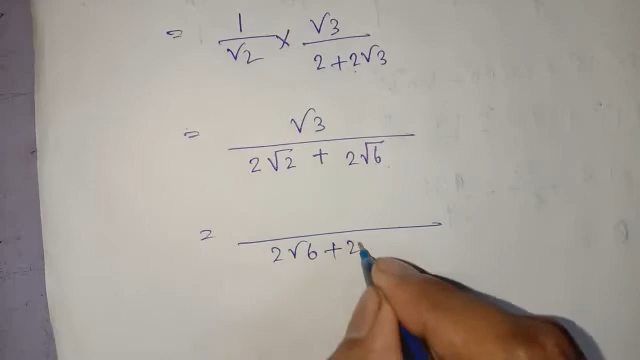 = 1/√2 × √3/(2+2√3)
= √3/(2√2 + 2√6)
= /(2√6+2